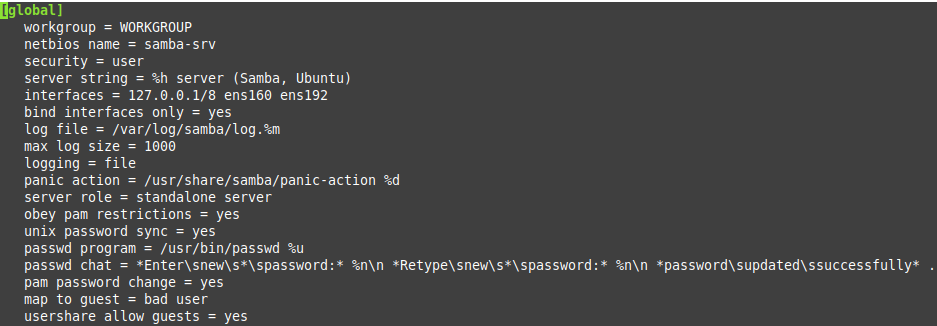 [global]
workgroup = WORKGROUP
netbios name = samba-srv
security = user
server string = %h server (Samba, Ubuntu)
interfaces = 127.0.0.1/8 ens160 ens192
bind interfaces only = yes
log file = /var/log/samba/log.%m
max log size = 1000
logging = file
panic action = /usr/share/samba/panic-action %d
server role = standalone server
obey pam restrictions = yes
unix password sync = yes
passwd program = /usr/bin/passwd %u
passwd chat = *Enter\snew\s*\spassword:* %n\n *Retype\snew\s*\spassword:* %n\n *password\supdated\ssuccessfully* .
pam password change = yes
map to guest = bad user
usershare allow guests = yes